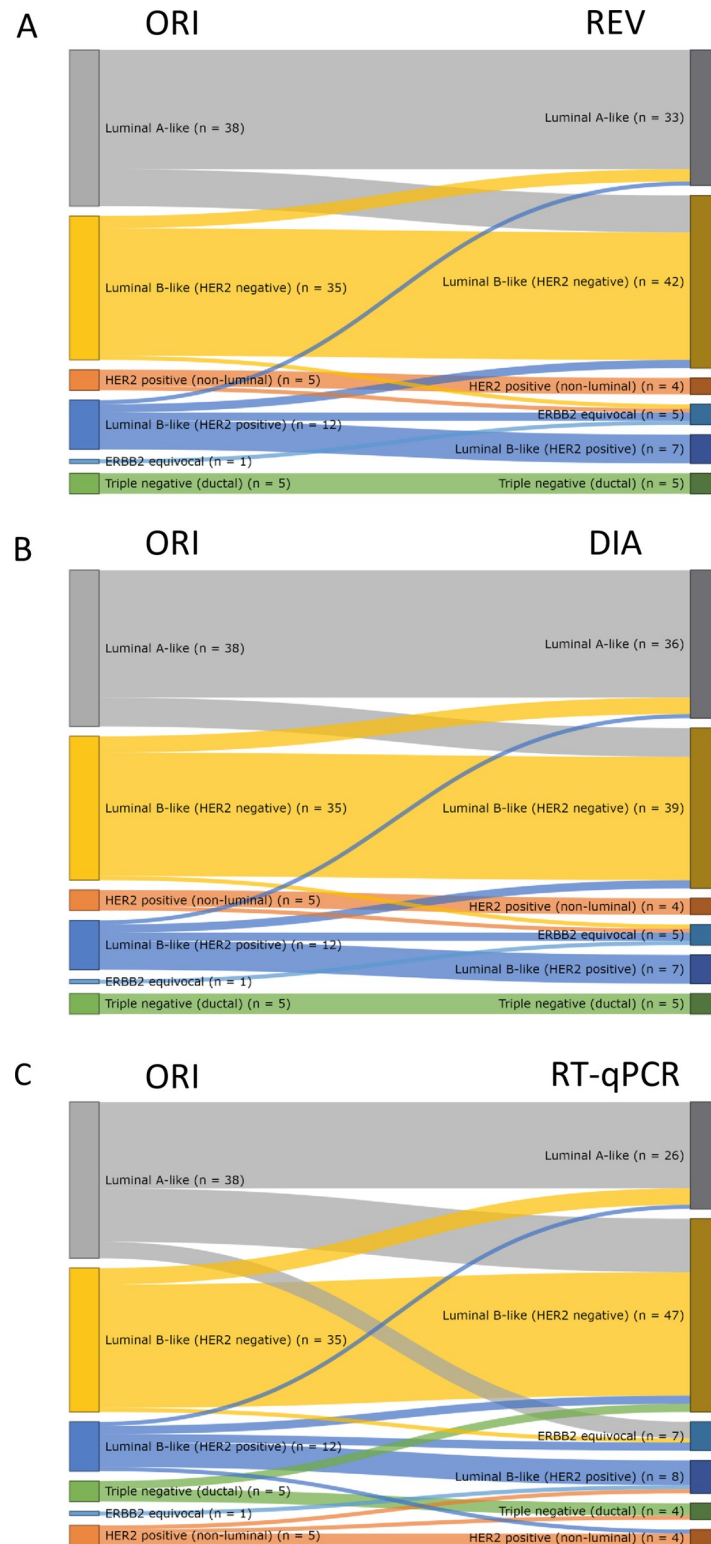 A
ORI REV
Luminal A-like (n = 33)
Luminal A-like (n = 38)
Luminal B-like (HER2 negative) (n = 35) Luminal B-like (HER2 negative) (n = 42)
HER2 positive (non-luminal) (n = 5) HER2 positive (non-luminal) (n = 4)
ERBB2 equivocal (n = 5)
Luminal B-like (HER2 positive) (n = 12)
Luminal B-like (HER2 positive) (n = 7)
ERBB2 equivocal (n = 1)
Triple negative (ductal) (n = 5) Triple negative (ductal) (n = 5)
B
ORI DIA
Luminal A-like (n = 38) Luminal A-like (n = 36)
Luminal B-like (HER2 negative) (n = 35) Luminal B-like (HER2 negative) (n = 39)
HER2 positive (non-luminal) (n = 5) HER2 positive (non-luminal) (n = 4)
ERBB2 equivocal (n = 5)
Luminal B-like (HER2 positive) (n = 12)
Luminal B-like (HER2 positive) (n = 7)
ERBB2 equivocal (n = 1)
Triple negative (ductal) (n = 5) Triple negative (ductal) (n = 5)
C
ORI RT-qPCR
Luminal A-like (n = 26)
Luminal A-like (n = 38)
Luminal B-like (HER2 negative) (n = 47)
Luminal B-like (HER2 negative) (n = 35)
ERBB2 equivocal (n = 7)
Luminal B-like (HER2 positive) (n = 12)
Luminal B-like (HER2 positive) (n = 8)
Triple negative (ductal) (n = 5)
Triple negative (ductal) (n = 4)
ERBB2 equivocal (n = 1)
HER2 positive (non-luminal) (n = 5) HER2 positive (non-luminal) (n = 4)